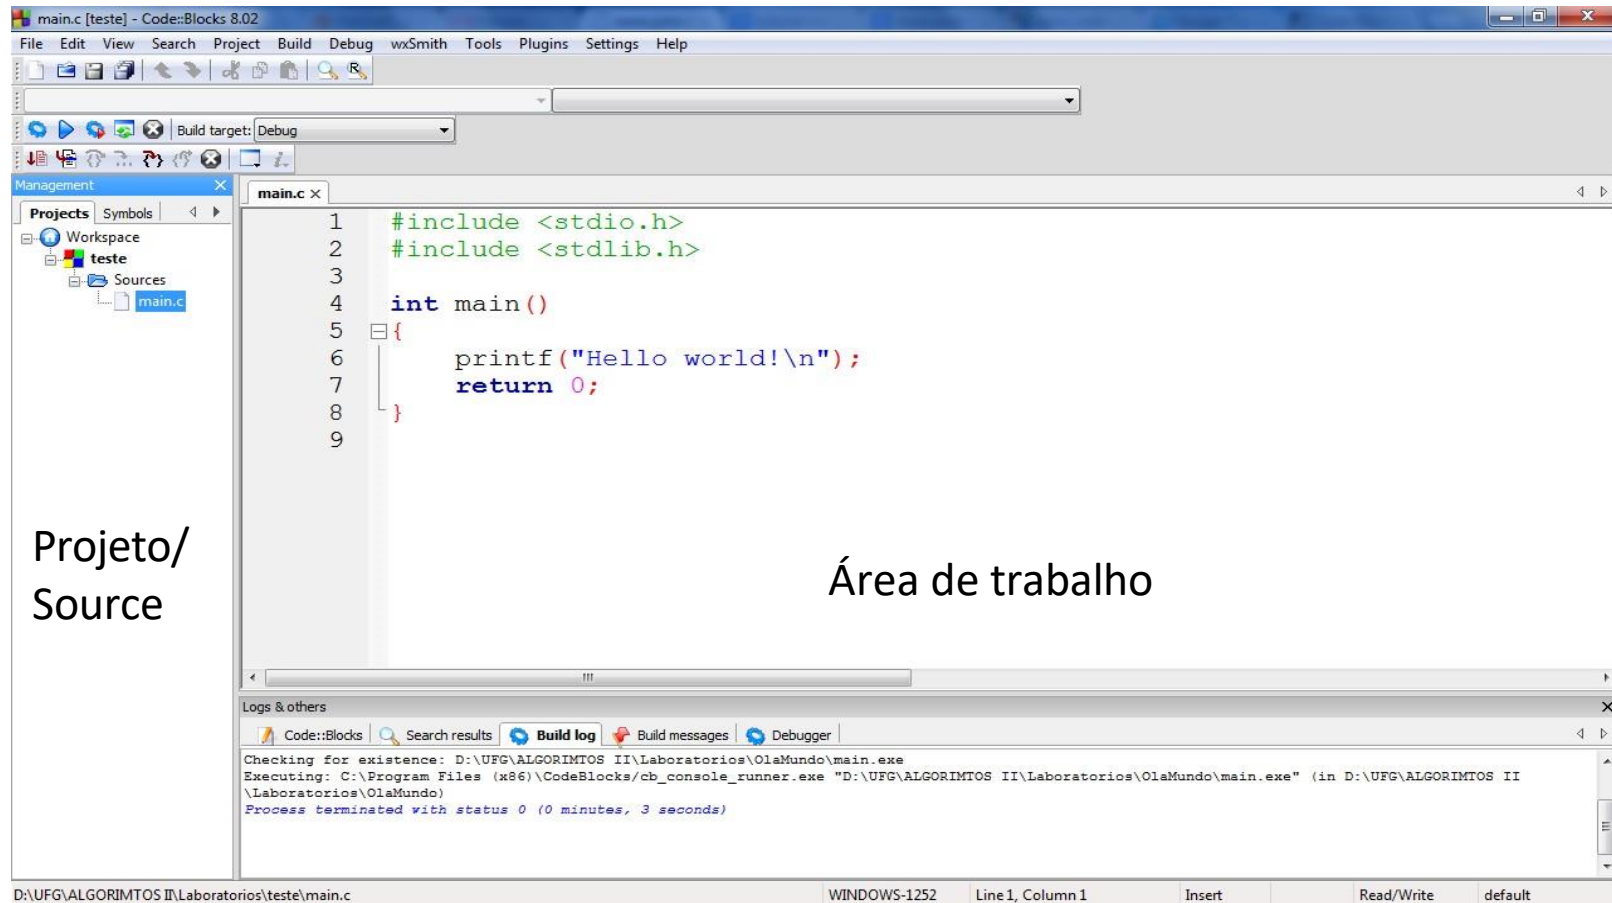 main.c [teste] - Code::Blocks 8.02
File Edit View Search Project Build Debug wxSmith Tools Plugins Settings Help
Build target: Debug
Management
main.c
Projects Symbols
Workspace
teste
Sources
main.c
1 #include <stdio.h>
2 #include <stdlib.h>
3
4 int main()
5 {
6 printf("Hello world!\n");
7 return 0;
8 }
9
Projeto/
Source
Área de trabalho
Logs & others
Code::Blocks Search results Build log Build messages Debugger
Checking for existence: D:\UFG\ALGORIMTOS II\Laboratorios\OlaMundo\main.exe
Executing: C:\Program Files (x86)\CodeBlocks/cb_console_runner.exe "D:\UFG\ALGORIMTOS II\Laboratorios\OlaMundo\main.exe" (in D:\UFG\ALGORIMTOS II
\Laboratorios\OlaMundo)
Process terminated with status 0 (0 minutes, 3 seconds)
D:\UFG\ALGORIMTOS II\Laboratorios\teste\main.c WINDOWS-1252 Line 1, Column 1 Insert Read/Write default